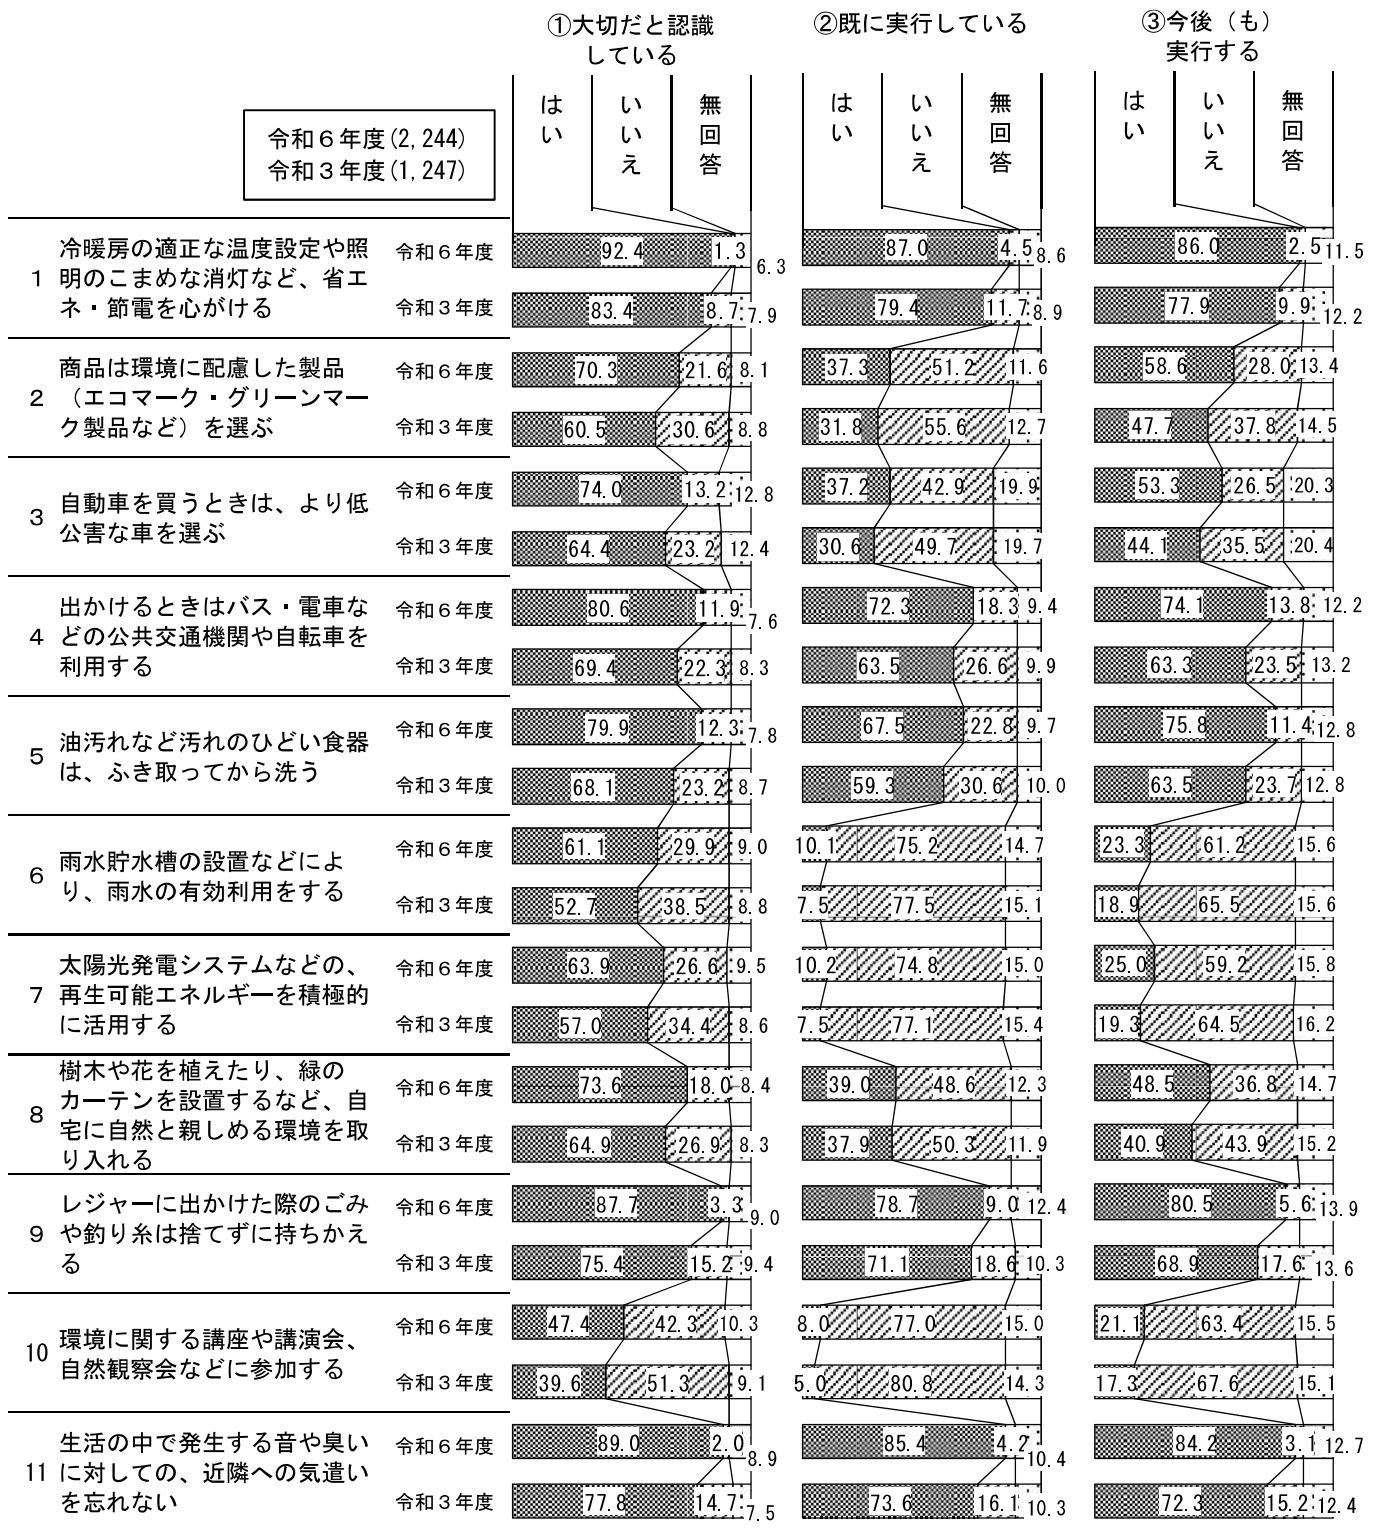 ①大切だと認識
している
②既に実行している
③今後（も）
実行する
はい
いいえ
無回答
はい
いいえ
無回答
はい
いいえ
無回答
令和６年度(2,244)
令和３年度(1,247)
1
冷暖房の適正な温度設定や照
明のこまめな消灯など、省エ
ネ・節電を心がける
令和６年度 92.4 1.3 6.3 87.0 4.5 8.6 86.0 2.5 11.5
令和３年度 83.4 8.7 7.9 79.4 11.7 8.9 77.9 9.9 12.2
2
商品は環境に配慮した製品
（エコマーク・グリーンマー
ク製品など）を選ぶ
令和６年度 70.3 21.6 8.1 37.3 51.2 11.6 58.6 28.0 13.4
令和３年度 60.5 30.6 8.8 31.8 55.6 12.7 47.7 37.8 14.5
3
自動車を買うときは、より低
公害な車を選ぶ
令和６年度 74.0 13.2 12.8 37.2 42.9 19.9 53.3 26.5 20.3
令和３年度 64.4 23.2 12.4 30.6 49.7 19.7 44.1 35.5 20.4
4
出かけるときはバス・電車な
どの公共交通機関や自転車を
利用する
令和６年度 80.6 11.9 7.6 72.3 18.3 9.4 74.1 13.8 12.2
令和３年度 69.4 22.3 8.3 63.5 26.6 9.9 63.3 23.5 13.2
5
油汚れなど汚れのひどい食器
は、ふき取ってから洗う
令和６年度 79.9 12.3 7.8 67.5 22.8 9.7 75.8 11.4 12.8
令和３年度 68.1 23.2 8.7 59.3 30.6 10.0 63.5 23.7 12.8
6
雨水貯水槽の設置などによ
り、雨水の有効利用をする
令和６年度 61.1 29.9 9.0 10.1 75.2 14.7 23.3 61.2 15.6
令和３年度 52.7 38.5 8.8 7.5 77.5 15.1 18.9 65.5 15.6
7
太陽光発電システムなどの、
再生可能エネルギーを積極的
に活用する
令和６年度 63.9 26.6 9.5 10.2 74.8 15.0 25.0 59.2 15.8
令和３年度 57.0 34.4 8.6 7.5 77.1 15.4 19.3 64.5 16.2
8
樹木や花を植えたり、緑の
カーテンを設置するなど、自
宅に自然と親しめる環境を取
り入れる
令和６年度 73.6 18.0 8.4 39.0 48.6 12.3 48.5 36.8 14.7
令和３年度 64.9 26.9 8.3 37.9 50.3 11.9 40.9 43.9 15.2
9
レジャーに出かけた際のごみ
や釣り糸は捨てずに持ちかえ
る
令和６年度 87.7 3.3 9.0 78.7 9.0 12.4 80.5 5.6 13.9
令和３年度 75.4 15.2 9.4 71.1 18.6 10.3 68.9 17.6 13.6
10
環境に関する講座や講演会、
自然観察会などに参加する
令和６年度 47.4 42.3 10.3 8.0 77.0 15.0 21.1 63.4 15.5
令和３年度 39.6 51.3 9.1 5.0 80.8 14.3 17.3 67.6 15.1
11
生活の中で発生する音や臭い
に対しての、近隣への気遣い
を忘れない
令和６年度 89.0 2.0 8.9 85.4 4.2 10.4 84.2 3.1 12.7
令和３年度 77.8 14.7 7.5 73.6 16.1 10.3 72.3 15.2 12.4